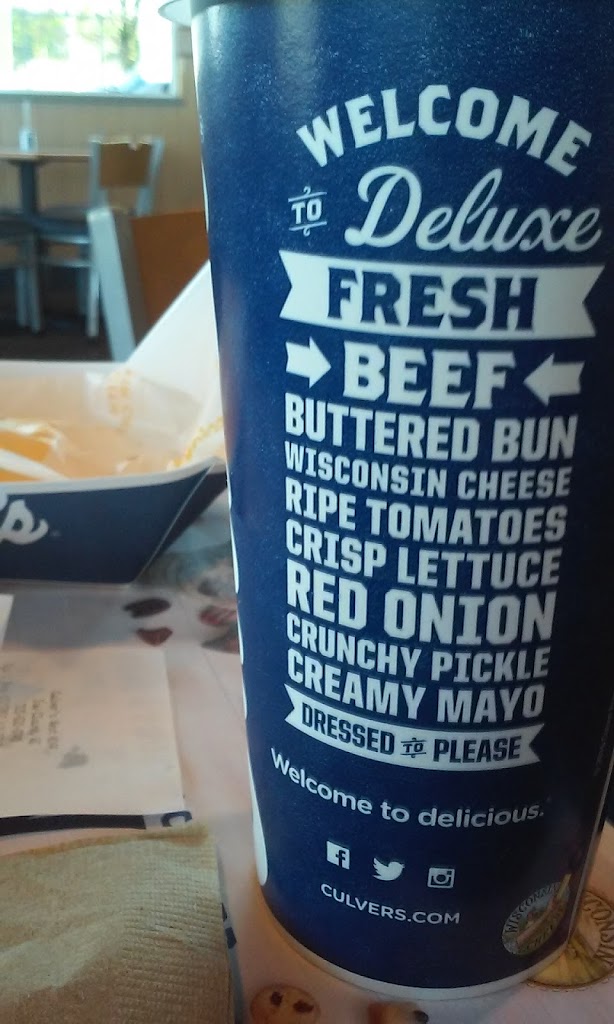 WELCOME
TO Deluxe
FRESH
BEEF
BUTTERED BUN
WISCONSIN CHEESE
RIPE TOMATOES
CRISP LETTUCE
RED ONION
CRUNCHY PICKLE
CREAMY MAYO
DRESSED TO PLEASE
Welcome to delicious.
CULVERS.COM
WISCONSIN